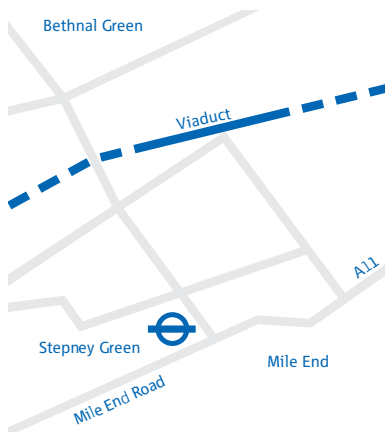 Bethnal Green
Viaduct
A11
Stepney Green
Mile End
Mile End Road